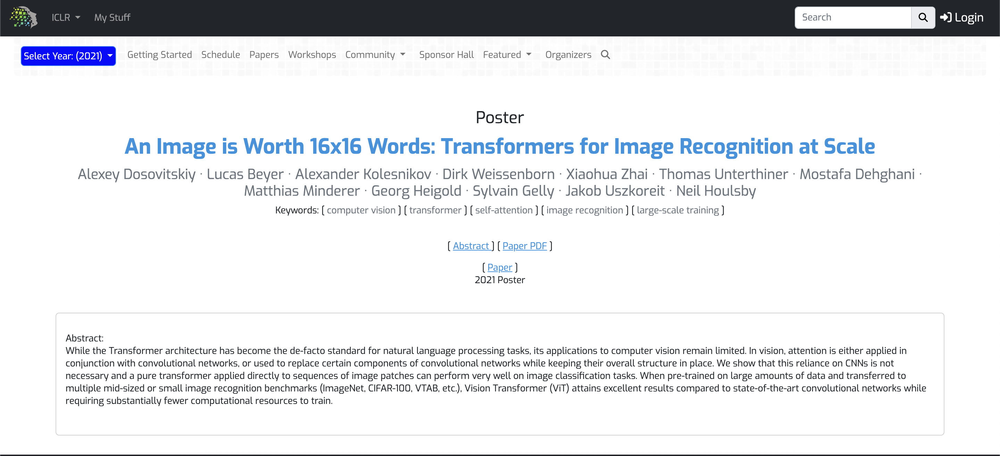 ICLR My Stuff Search Login
Select Year: (2021) Getting Started Schedule Papers Workshops Community Sponsor Hall Featured Organizers
Poster
An Image is Worth 16x16 Words: Transformers for Image Recognition at Scale
Alexey Dosovitskiy · Lucas Beyer · Alexander Kolesnikov · Dirk Weissenborn · Xiaohua Zhai · Thomas Unterthiner · Mostafa Dehghani ·
Matthias Minderer · Georg Heigold · Sylvain Gelly · Jakob Uszkoreit · Neil Houlsby
Keywords: [ computer vision ] [ transformer ] [ self-attention ] [ image recognition ] [ large-scale training ]
[ Abstract ] [ Paper PDF ]
[ Paper ]
2021 Poster
Abstract:
While the Transformer architecture has become the de-facto standard for natural language processing tasks, its applications to computer vision remain limited. In vision, attention is either applied in
conjunction with convolutional networks, or used to replace certain components of convolutional networks while keeping their overall structure in place. We show that this reliance on CNNs is not
necessary and a pure transformer applied directly to sequences of image patches can perform very well on image classification tasks. When pre-trained on large amounts of data and transferred to
multiple mid-sized or small image recognition benchmarks (ImageNet, CIFAR-100, VTAB, etc.), Vision Transformer (ViT) attains excellent results compared to state-of-the-art convolutional networks while
requiring substantially fewer computational resources to train.